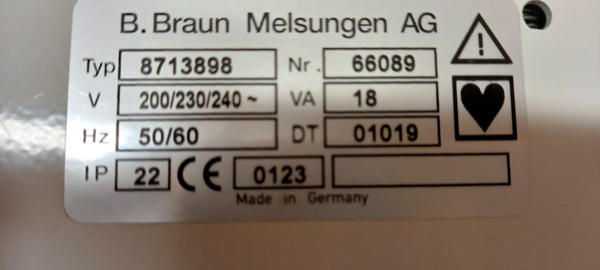 B. Braun Melsungen AG
Typ 8713898 Nr. 66089
V 200/230/240 ~ VA 18
Hz 50/60 DT 01019
IP 22 CE 0123
Made in Germany